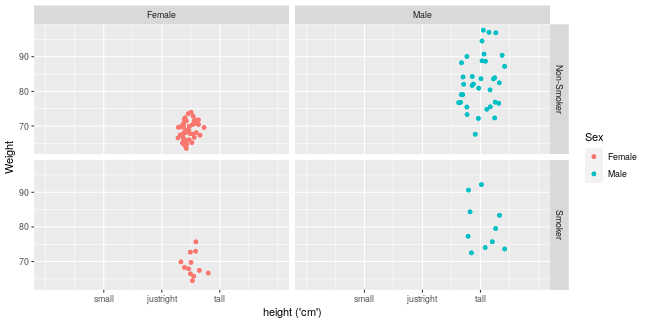 Female Male
Non-Smoker
Smoker
Weight
90
80
70
90
80
70
small justright tall small justright tall
height ('cm')
Sex
Female
Male